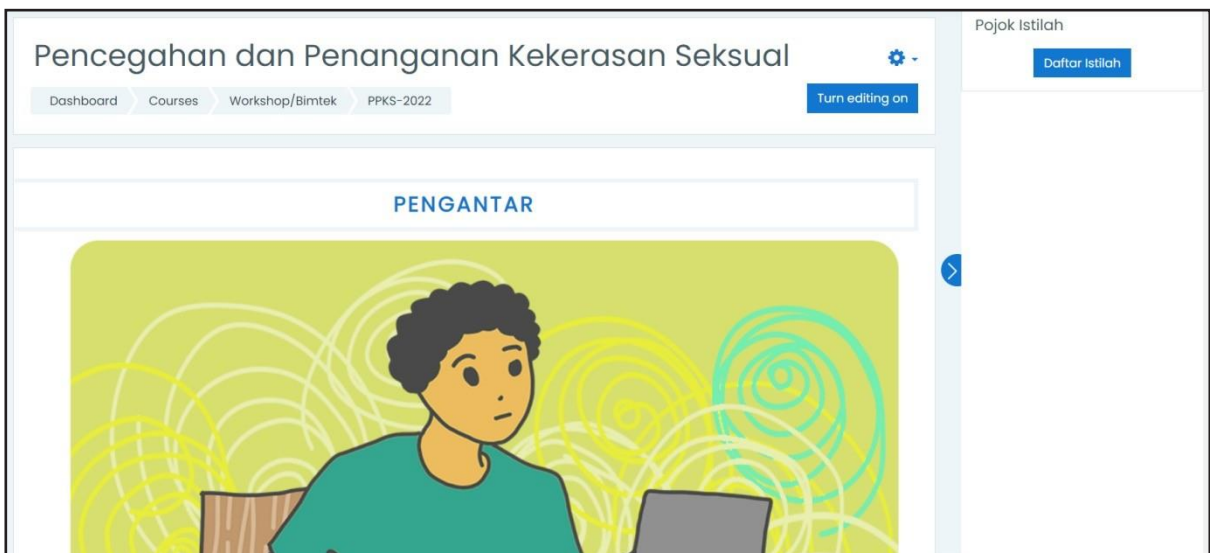 Pencegahan dan Penanganan Kekerasan Seksual
Dashboard Courses Workshop/Bimtek PPKS-2022
Turn editing on
PENGANTAR
Pojok Istilah
Daftar Istilah